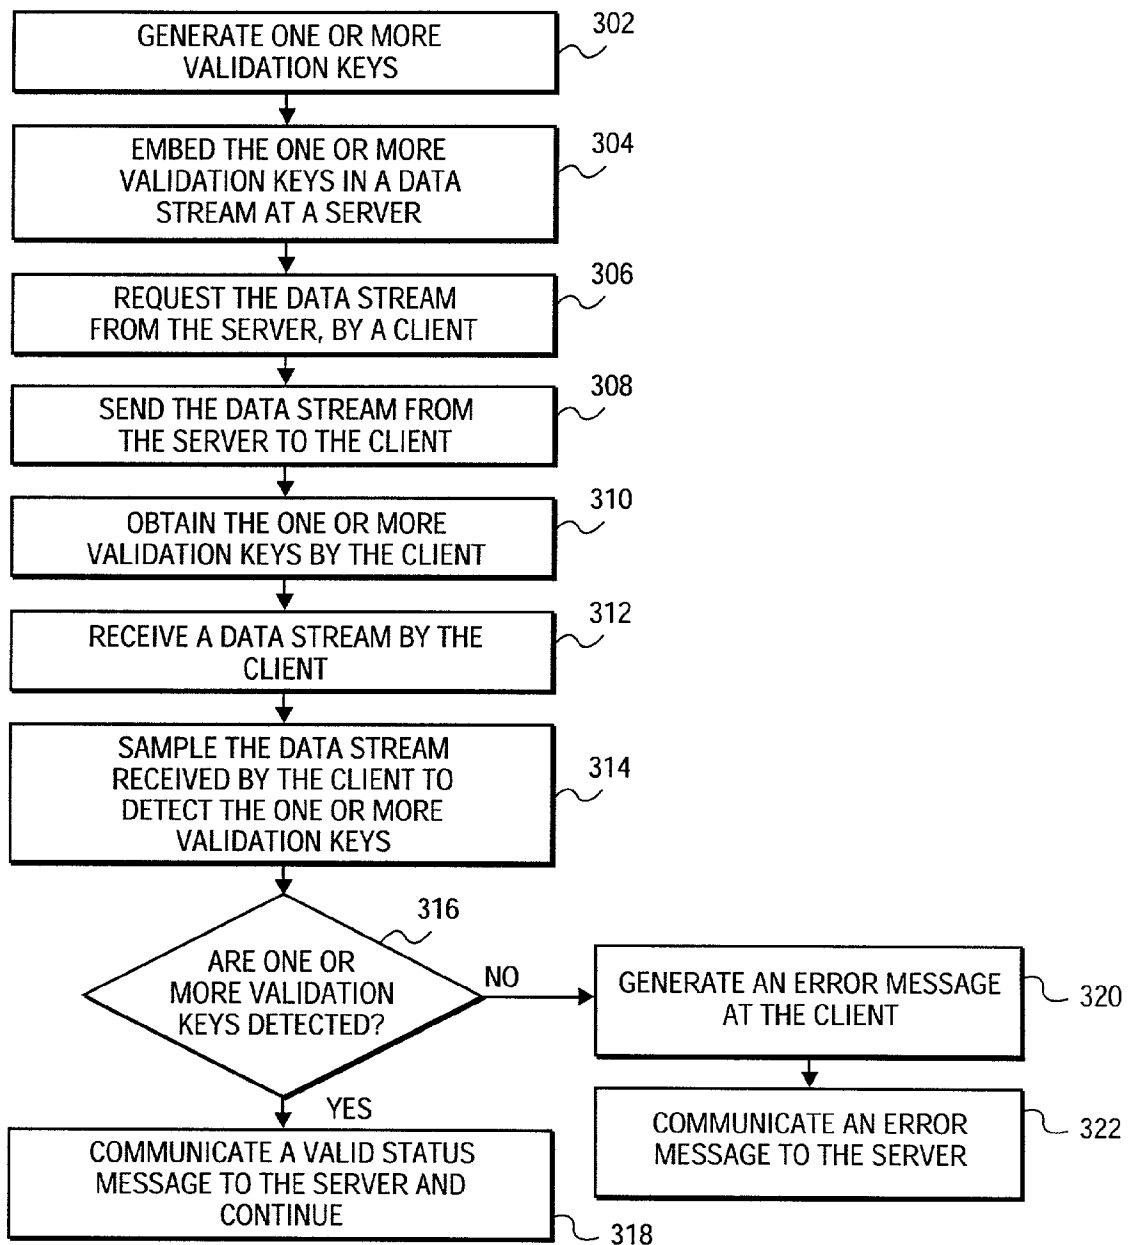 GENERATE ONE OR MORE
VALIDATION KEYS
302
EMBED THE ONE OR MORE
VALIDATION KEYS IN A DATA
STREAM AT A SERVER
304
REQUEST THE DATA STREAM
FROM THE SERVER, BY A CLIENT
306
SEND THE DATA STREAM FROM
THE SERVER TO THE CLIENT
308
OBTAIN THE ONE OR MORE
VALIDATION KEYS BY THE CLIENT
310
RECEIVE A DATA STREAM BY THE
CLIENT
312
SAMPLE THE DATA STREAM
RECEIVED BY THE CLIENT TO
DETECT THE ONE OR MORE
VALIDATION KEYS
314
ARE ONE OR
MORE VALIDATION
KEYS DETECTED?
316
NO
GENERATE AN ERROR MESSAGE
AT THE CLIENT
320
COMMUNICATE AN ERROR
MESSAGE TO THE SERVER
322
YES
COMMUNICATE A VALID STATUS
MESSAGE TO THE SERVER AND
CONTINUE
318